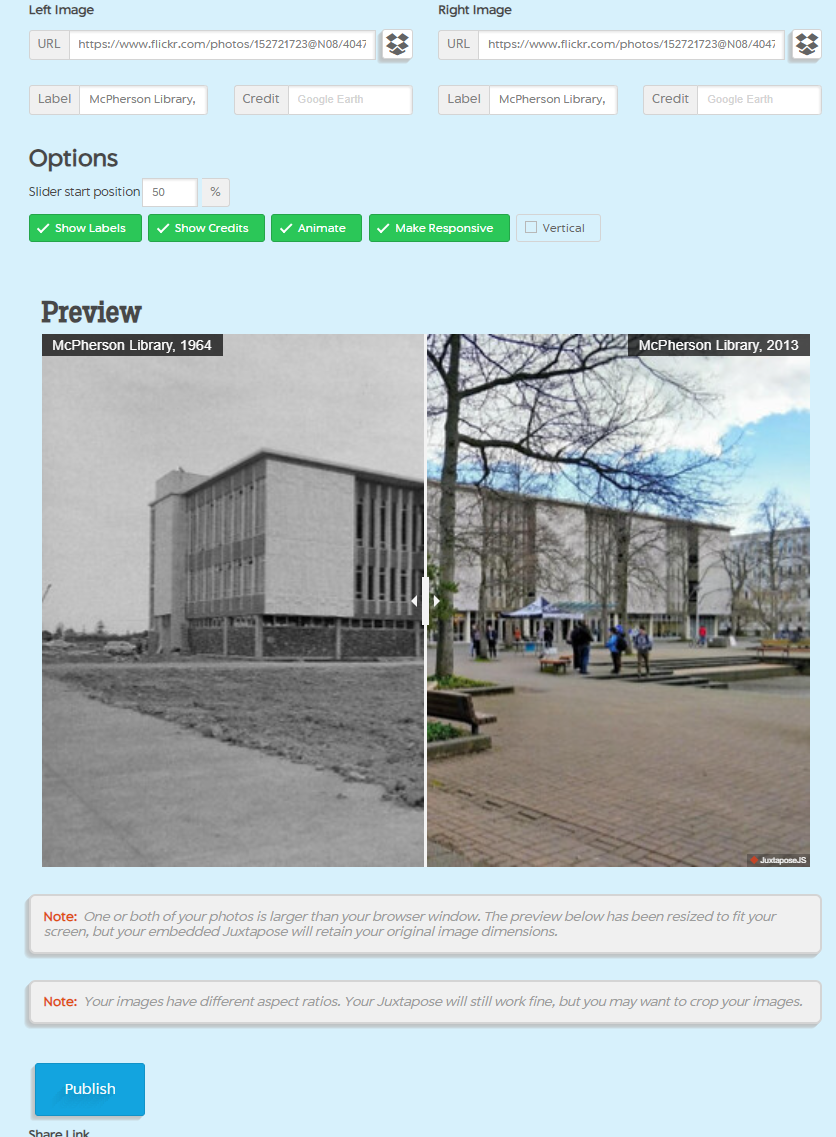 Left Image
Right Image
URL https://www.flickr.com/photos/152721723@N08/4047
URL https://www.flickr.com/photos/152721723@N08/4047
Label McPherson Library,
Credit Google Earth
Label McPherson Library,
Credit Google Earth
Options
Slider start position 50 %
Show Labels Show Credits Animate Make Responsive Vertical
Preview
McPherson Library, 1964
McPherson Library, 2013
JuxtaposeJS
Note: One or both of your photos is larger than your browser window. The preview below has been resized to fit your
screen, but your embedded Juxtapose will retain your original image dimensions.
Note: Your images have different aspect ratios. Your Juxtapose will still work fine, but you may want to crop your images.
Publish
Share Link